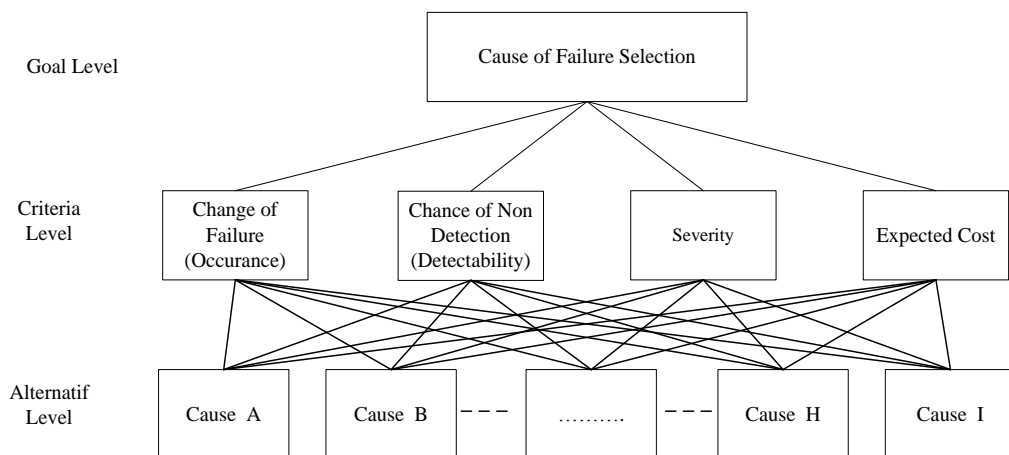 Goal Level
Cause of Failure Selection
Criteria
Level
Change of
Failure
(Occurance)
Chance of Non
Detection
(Detectability)
Severity
Expected Cost
Alternatif
Level
Cause A
Cause B
……….
Cause H
Cause I